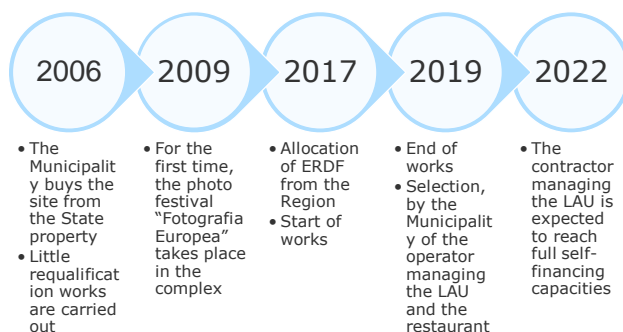 2006
2009
2017
2019
2022
• The
Municipalit
y buys the
site from
the State
property
• Little
requalificat
ion works
are carried
out
• For the
first time,
the photo
festival
“Fotografia
Europea”
takes place
in the
complex
• Allocation
of ERDF
from the
Region
• Start of
works
• End of
works
• Selection,
by the
Municipalit
y of the
operator
managing
the LAU
and the
restaurant
• The
contractor
managing
the LAU is
expected
to reach
full self-
financing
capacities